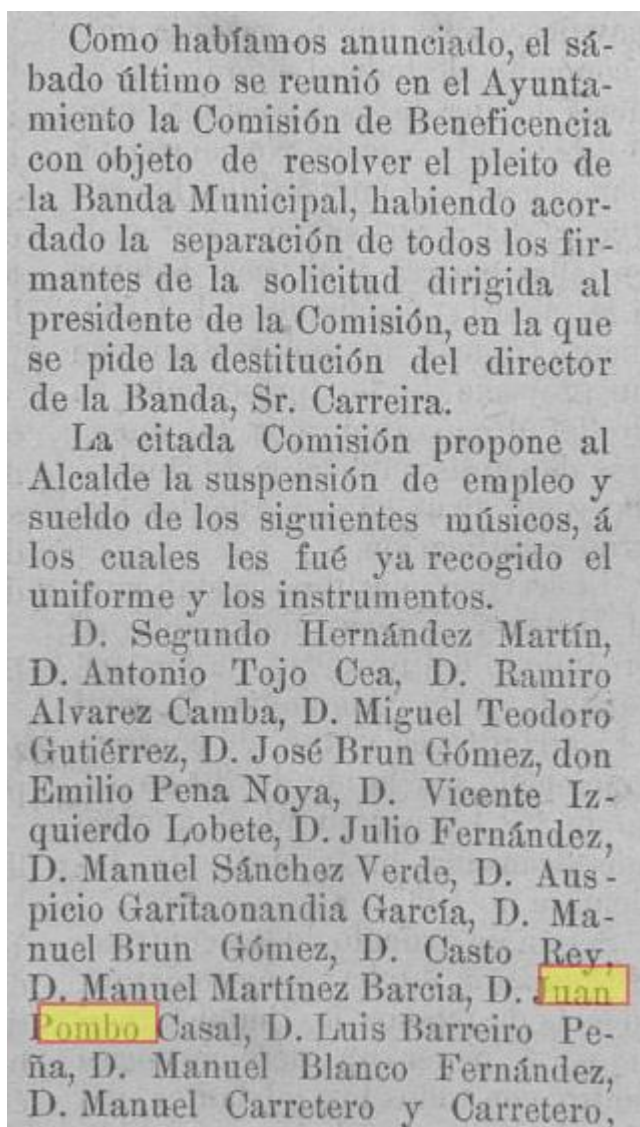 Como habíamos anunciado, el sá-
bado último se reunió en el Ayunta-
miento la Comisión de Beneficencia
con objeto de resolver el pleito de
la Banda Municipal, habiendo acor-
dado la separación de todos los fir-
mantes de la solicitud dirigida al
presidente de la Comisión, en la que
se pide la destitución del director
de la Banda, Sr. Carreira.
La citada Comisión propone al
Alcalde la suspensión de empleo y
sueldo de los siguientes músicos, á
los cuales les fué ya recogido el
uniforme y los instrumentos.
D. Segundo Hernández Martín,
D. Antonio Tojo Cea, D. Ramiro
Alvarez Camba, D. Miguel Teodoro
Gutiérrez, D. José Brun Gómez, don
Emilio Pena Noya, D. Vicente Iz-
quierdo Lobete, D. Julio Fernández,
D. Manuel Sánchez Verde, D. Aus-
picio Garitaonandia García, D. Ma-
nuel Brun Gómez, D. Casto Rey,
D. Manuel Martínez Barcia, D. Juan
Pombo Casal, D. Luis Barreiro Pe-
ña, D. Manuel Blanco Fernández,
D. Manuel Carretero y Carretero,